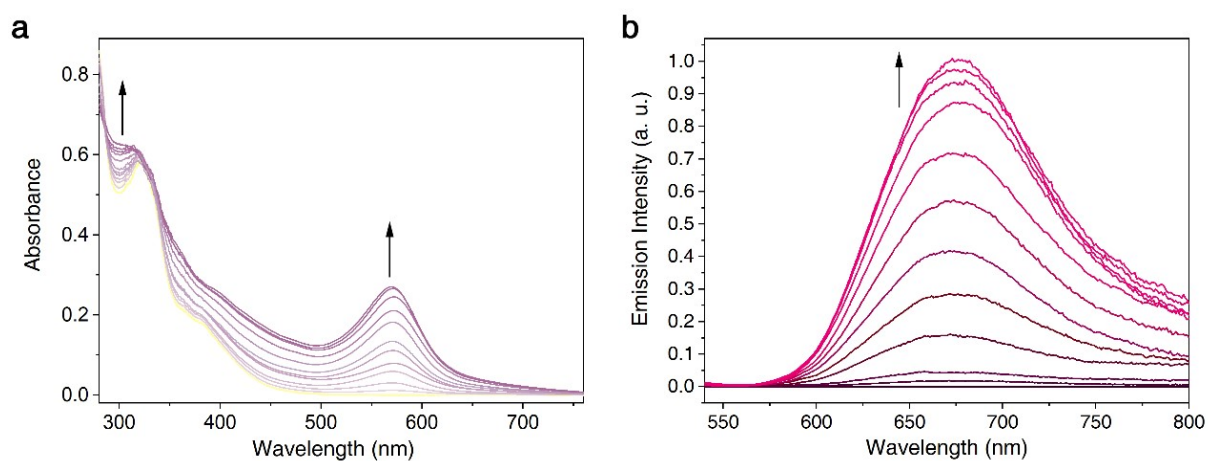 a
Absorbance
0.8
0.6
0.4
0.2
0.0
300 400 500 600 700
Wavelength (nm)
b
Emission Intensity (a. u.)
1.0
0.9
0.8
0.7
0.6
0.5
0.4
0.3
0.2
0.1
0.0
550 600 650 700 750 800
Wavelength (nm)